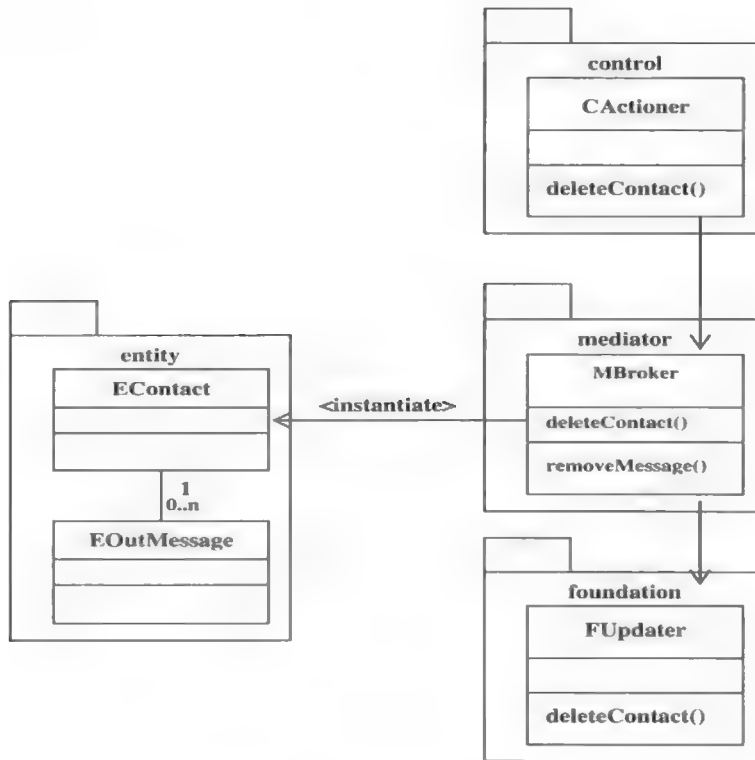 control
CActioner
deleteContact()
mediator
MBroker
deleteContact()
removeMessage()
entity
EContact
<instantiate>
1
0..n
EOutMessage
foundation
FUpdater
deleteContact()